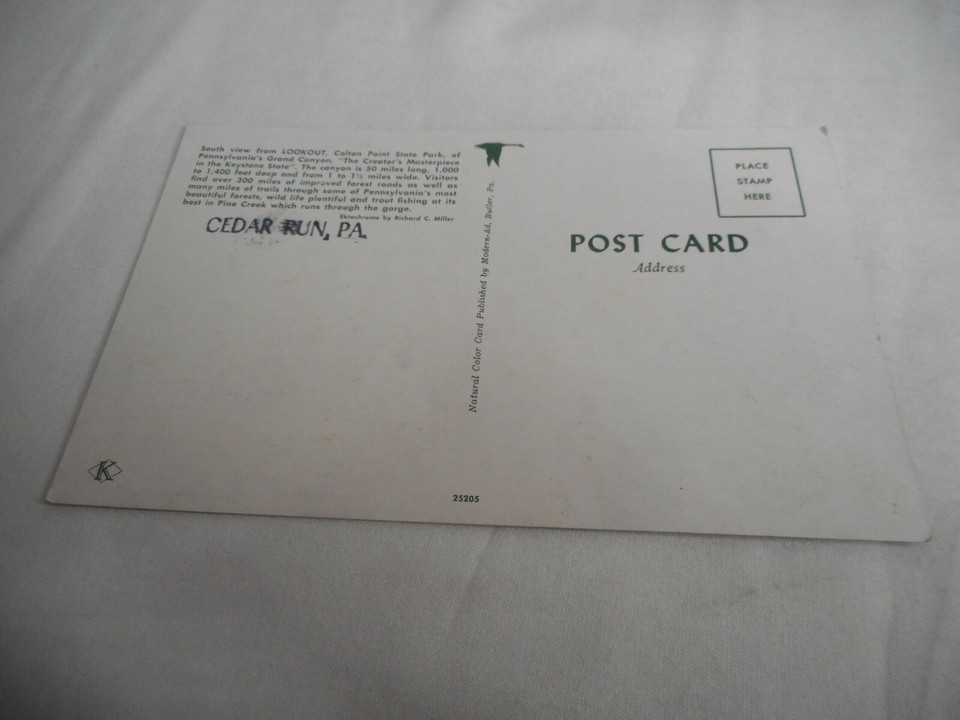 South view from LOOKOUT, Colton Point State Park, of
Pennsylvania's Grand Canyon, "The Creator's Masterpiece
in the Keystone State". The canyon is 50 miles long, 1,000
to 1,400 feet deep and from 1 to 1½ miles wide. Visitors
find over 300 miles of improved forest roads as well as
many miles of trails through some of Pennsylvania's most
beautiful forests, wild life plentiful and trout fishing at its
best in Pine Creek which runs through the gorge.
Ektachrome by Richard C. Miller
CEDAR RUN, PA.
Natural Color Card Published by Modern-Ad, Butler, Pa.
PLACE
STAMP
HERE
POST CARD
Address
K
25205